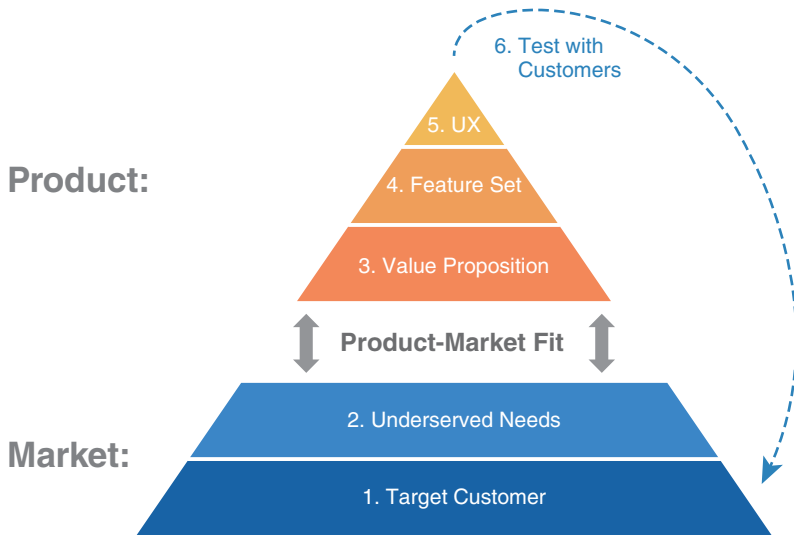 6. Test with
Customers
5. UX
Product:
4. Feature Set
3. Value Proposition
Product-Market Fit
2. Underserved Needs
Market:
1. Target Customer